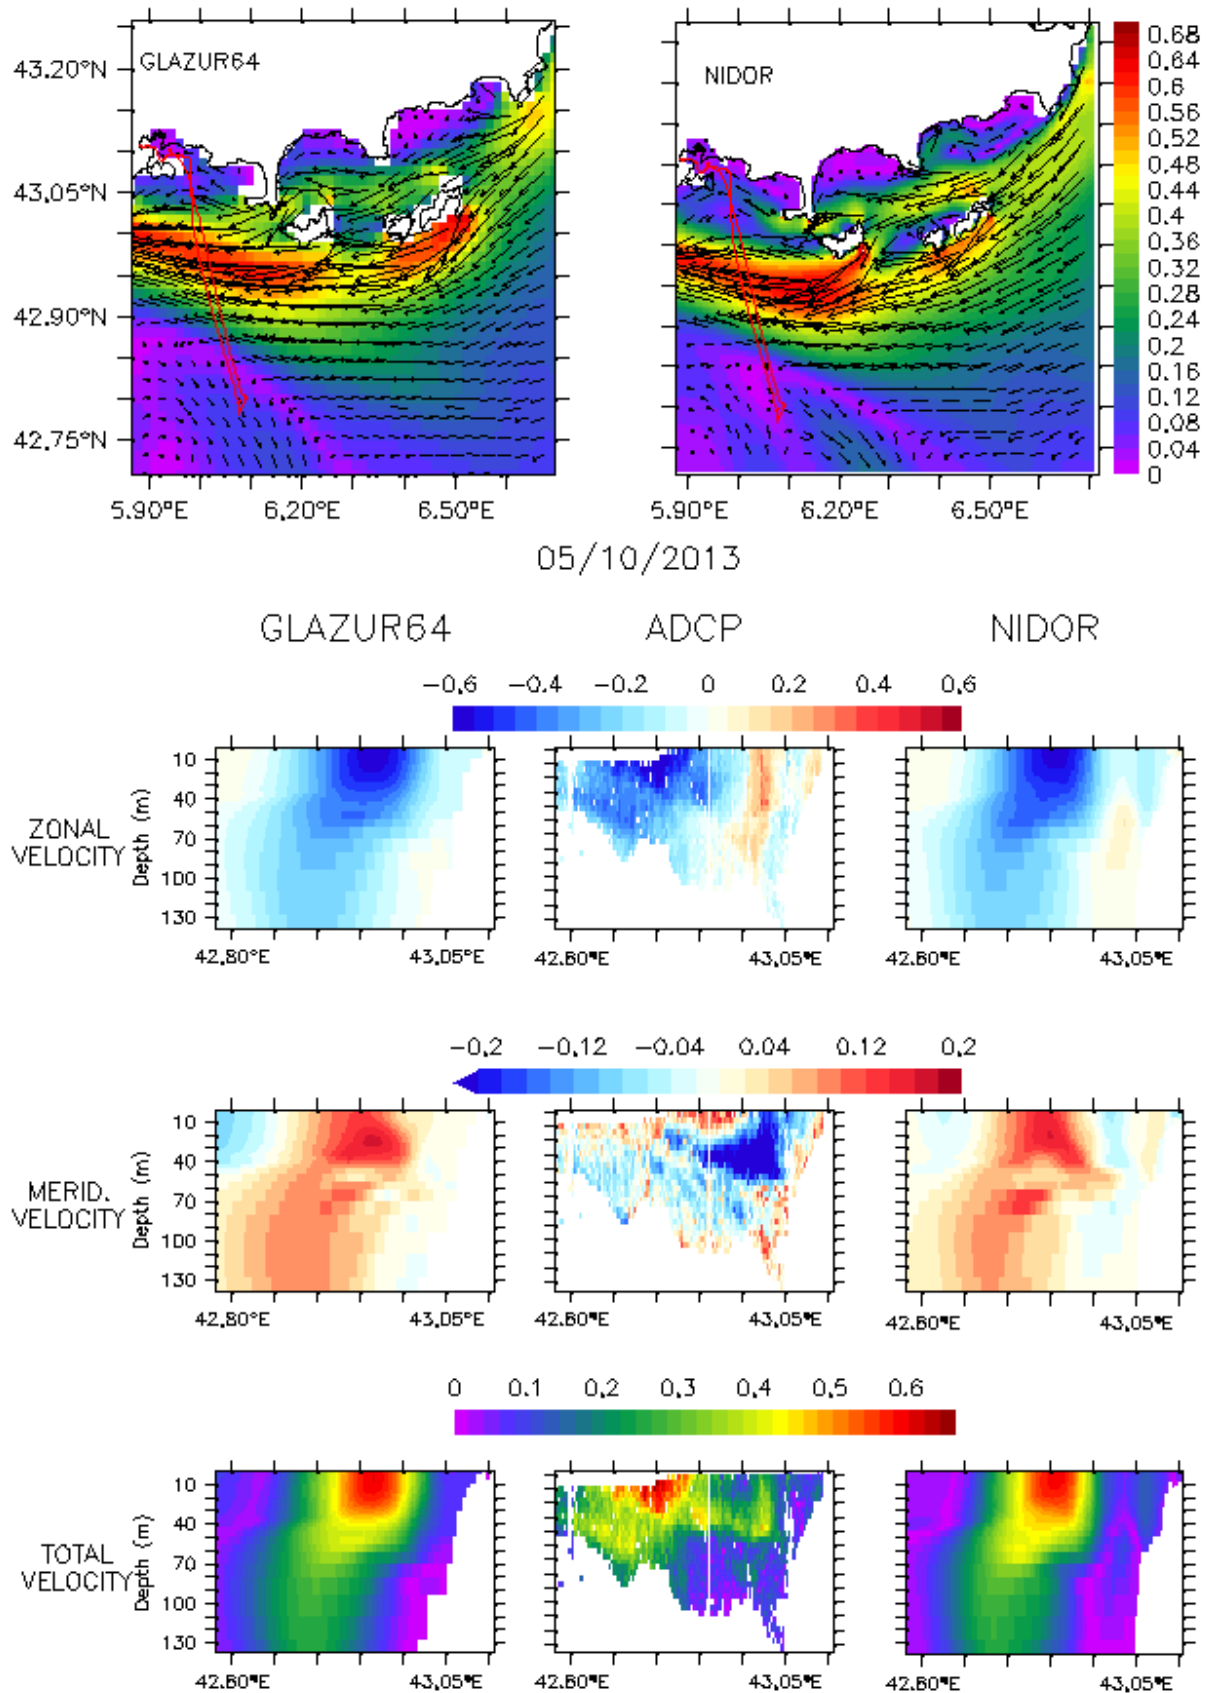 GLAZUR64
NIDOR
0.68
0.64
0.6
0.56
0.52
0.48
0.44
0.4
0.36
0.32
0.28
0.24
0.2
0.16
0.12
0.08
0.04
0
43.20°N
43.05°N
42.90°N
42.75°N
5.90°E 6.20°E 6.50°E
5.90°E 6.20°E 6.50°E
05/10/2013
GLAZUR64 ADCP NIDOR
-0.6 -0.4 -0.2 0 0.2 0.4 0.6
ZONAL
VELOCITY
Depth (m)
10
40
70
100
130
42.80°E 43.05°E
42.80°E 43.05°E
42.80°E 43.05°E
-0.2 -0.12 -0.04 0.04 0.12 0.2
MERID.
VELOCITY
Depth (m)
10
40
70
100
130
42.80°E 43.05°E
42.80°E 43.05°E
42.80°E 43.05°E
0 0.1 0.2 0.3 0.4 0.5 0.6
TOTAL
VELOCITY
Depth (m)
10
40
70
100
130
42.80°E 43.05°E
42.80°E 43.05°E
42.80°E 43.05°E